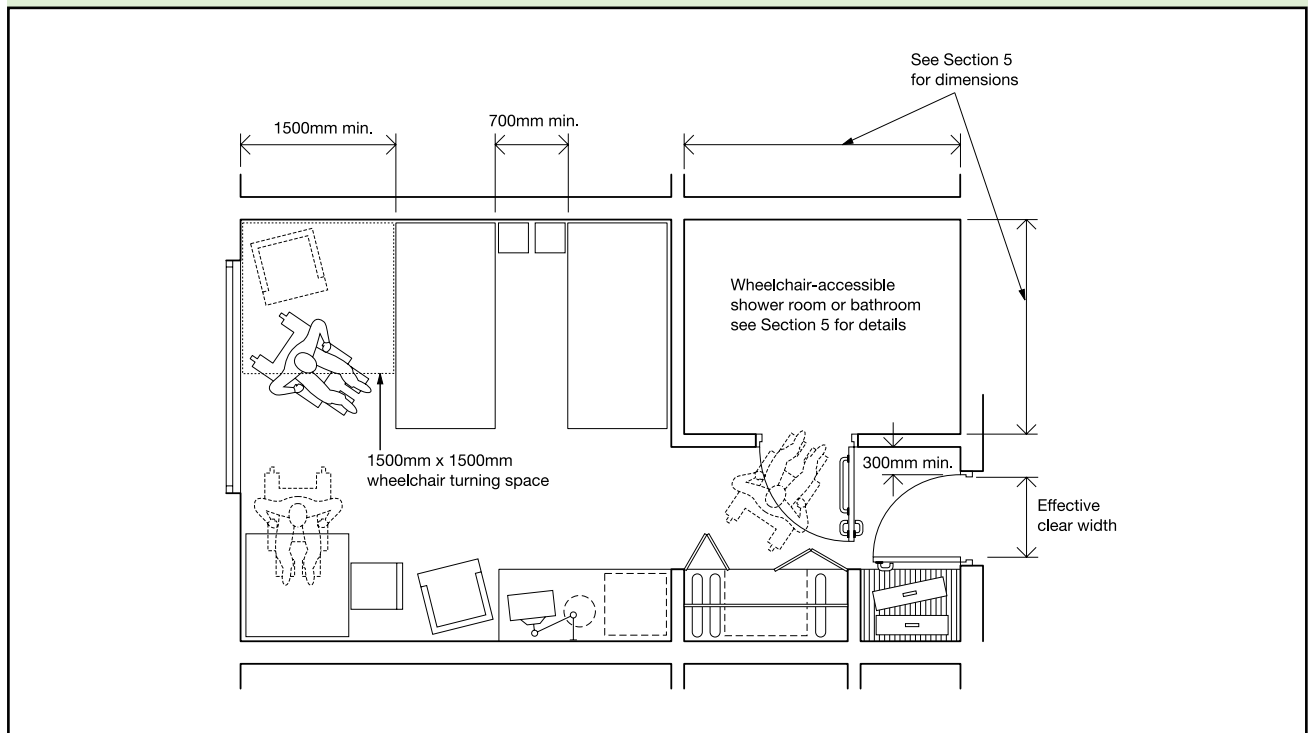 See Section 5
for dimensions
1500mm min.
700mm min.
Wheelchair-accessible
shower room or bathroom
see Section 5 for details
300mm min.
1500mm x 1500mm
wheelchair turning space
Effective
clear width